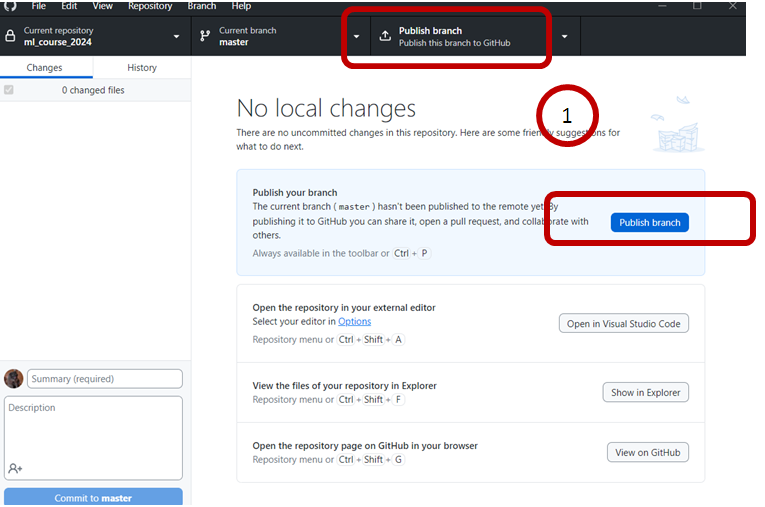 File Edit View Repository Branch Help
Current repository
ml_course_2024
Current branch
master
Publish branch
Publish this branch to GitHub
Changes
History
0 changed files
No local changes
1
There are no uncommitted changes in this repository. Here are some friendly suggestions for
what to do next.
Publish your branch
The current branch ( master ) hasn't been published to the remote yet. By
publishing it to GitHub you can share it, open a pull request, and collaborate with
others.
Always available in the toolbar or Ctrl + P
Publish branch
Open the repository in your external editor
Select your editor in Options
Repository menu or Ctrl + Shift + A
Open in Visual Studio Code
View the files of your repository in Explorer
Repository menu or Ctrl + Shift + F
Show in Explorer
Open the repository page on GitHub in your browser
Repository menu or Ctrl + Shift + G
View on GitHub
Summary (required)
Description
Commit to master